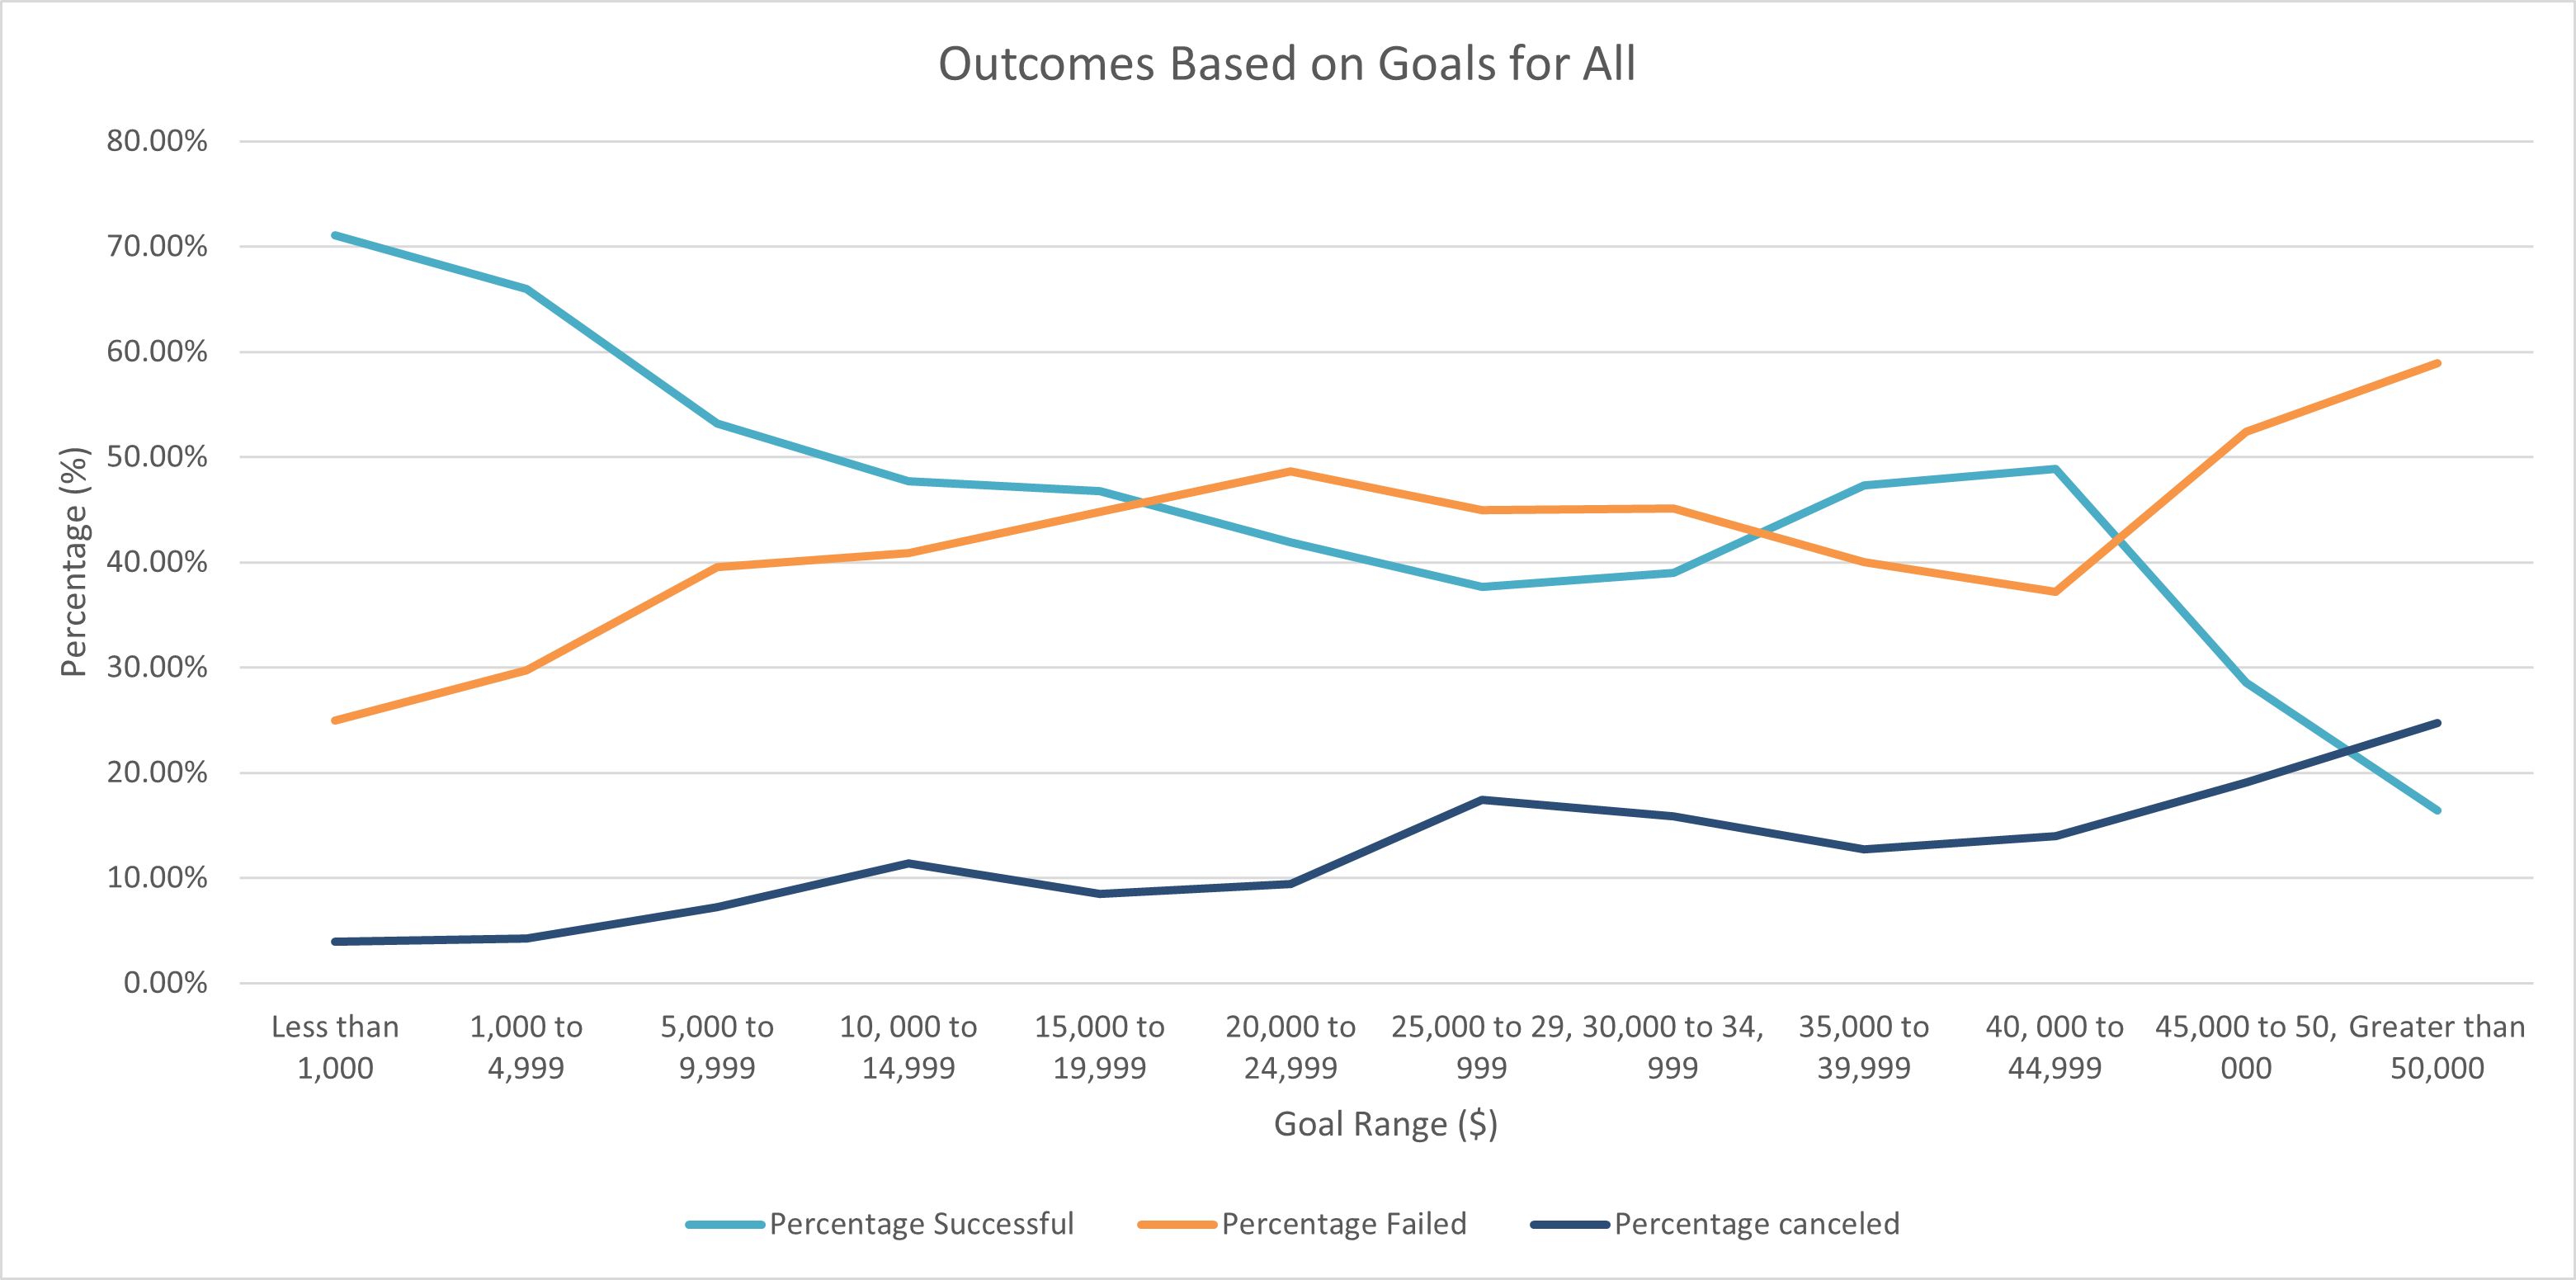 Outcomes Based on Goals for All
80.00%
70.00%
60.00%
50.00%
40.00%
30.00%
20.00%
10.00%
0.00%
Percentage (%)
Less than
1,000
1,000 to
4,999
5,000 to
9,999
10, 000 to
14,999
15,000 to
19,999
20,000 to
24,999
25,000 to 29,
999
30,000 to 34,
999
35,000 to
39,999
40, 000 to
44,999
45,000 to 50,
000
Greater than
50,000
Goal Range ($)
Percentage Successful
Percentage Failed
Percentage canceled